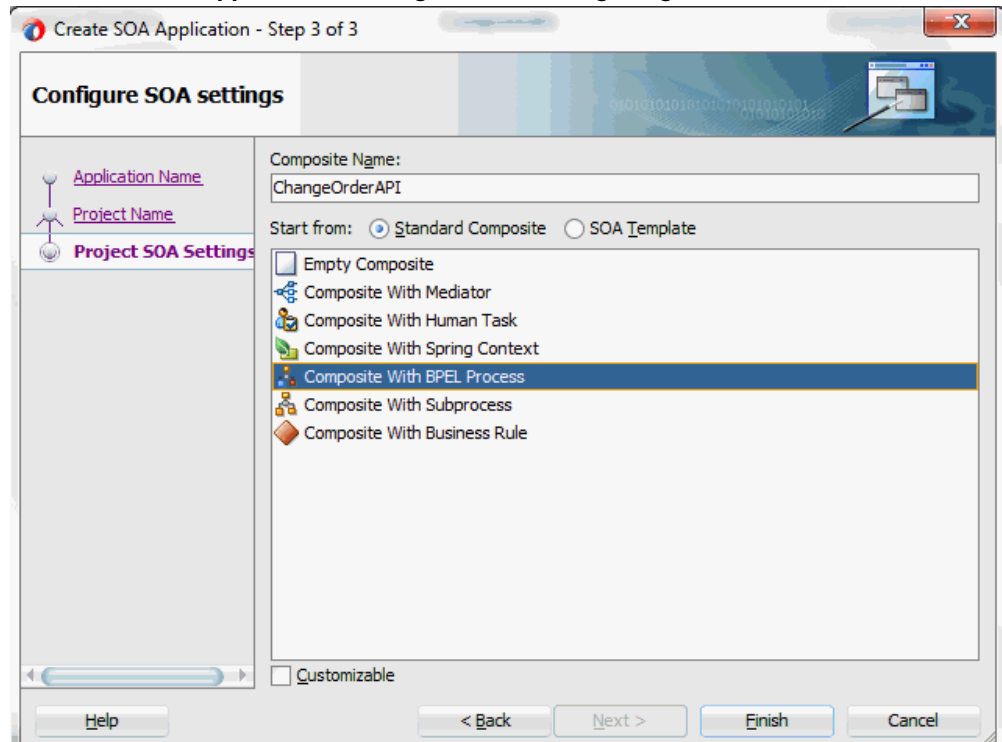 Create SOA Application - Step 3 of 3
Configure SOA settings
Application Name
Project Name
Project SOA Settings
Composite Name:
ChangeOrderAPI
Start from: Standard Composite SOA Template
Empty Composite
Composite With Mediator
Composite With Human Task
Composite With Spring Context
Composite With BPEL Process
Composite With Subprocess
Composite With Business Rule
Customizable
Help < Back Next > Finish Cancel